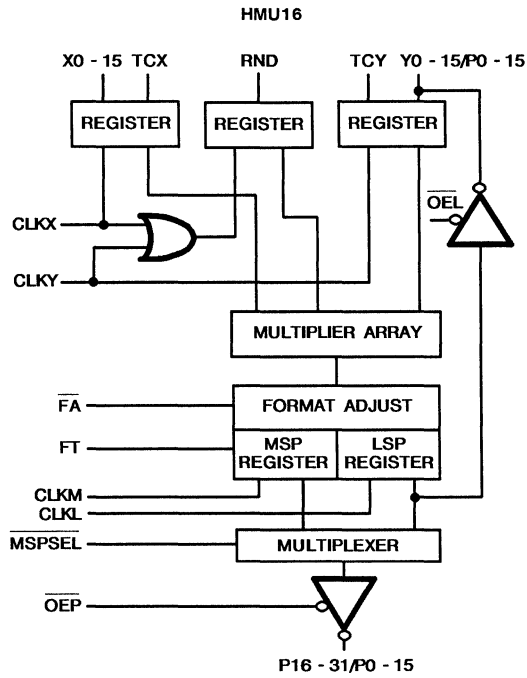 HMU16
X0 - 15 TCX RND TCY Y0 - 15/P0 - 15
REGISTER REGISTER REGISTER
OEL
CLKX
CLKY
MULTIPLIER ARRAY
FA FORMAT ADJUST
FT MSP REGISTER LSP REGISTER
CLKM
CLKL
MSPSEL MULTIPLEXER
OEP
P16 - 31/P0 - 15